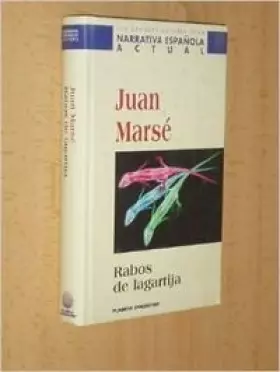 NARRATIVA ESPAÑOLA
ACTUAL
Juan
Marsé
Rabos
de lagartija
PLANETA DEAGOSTINI
Juan Marsé
Rabos de lagartija